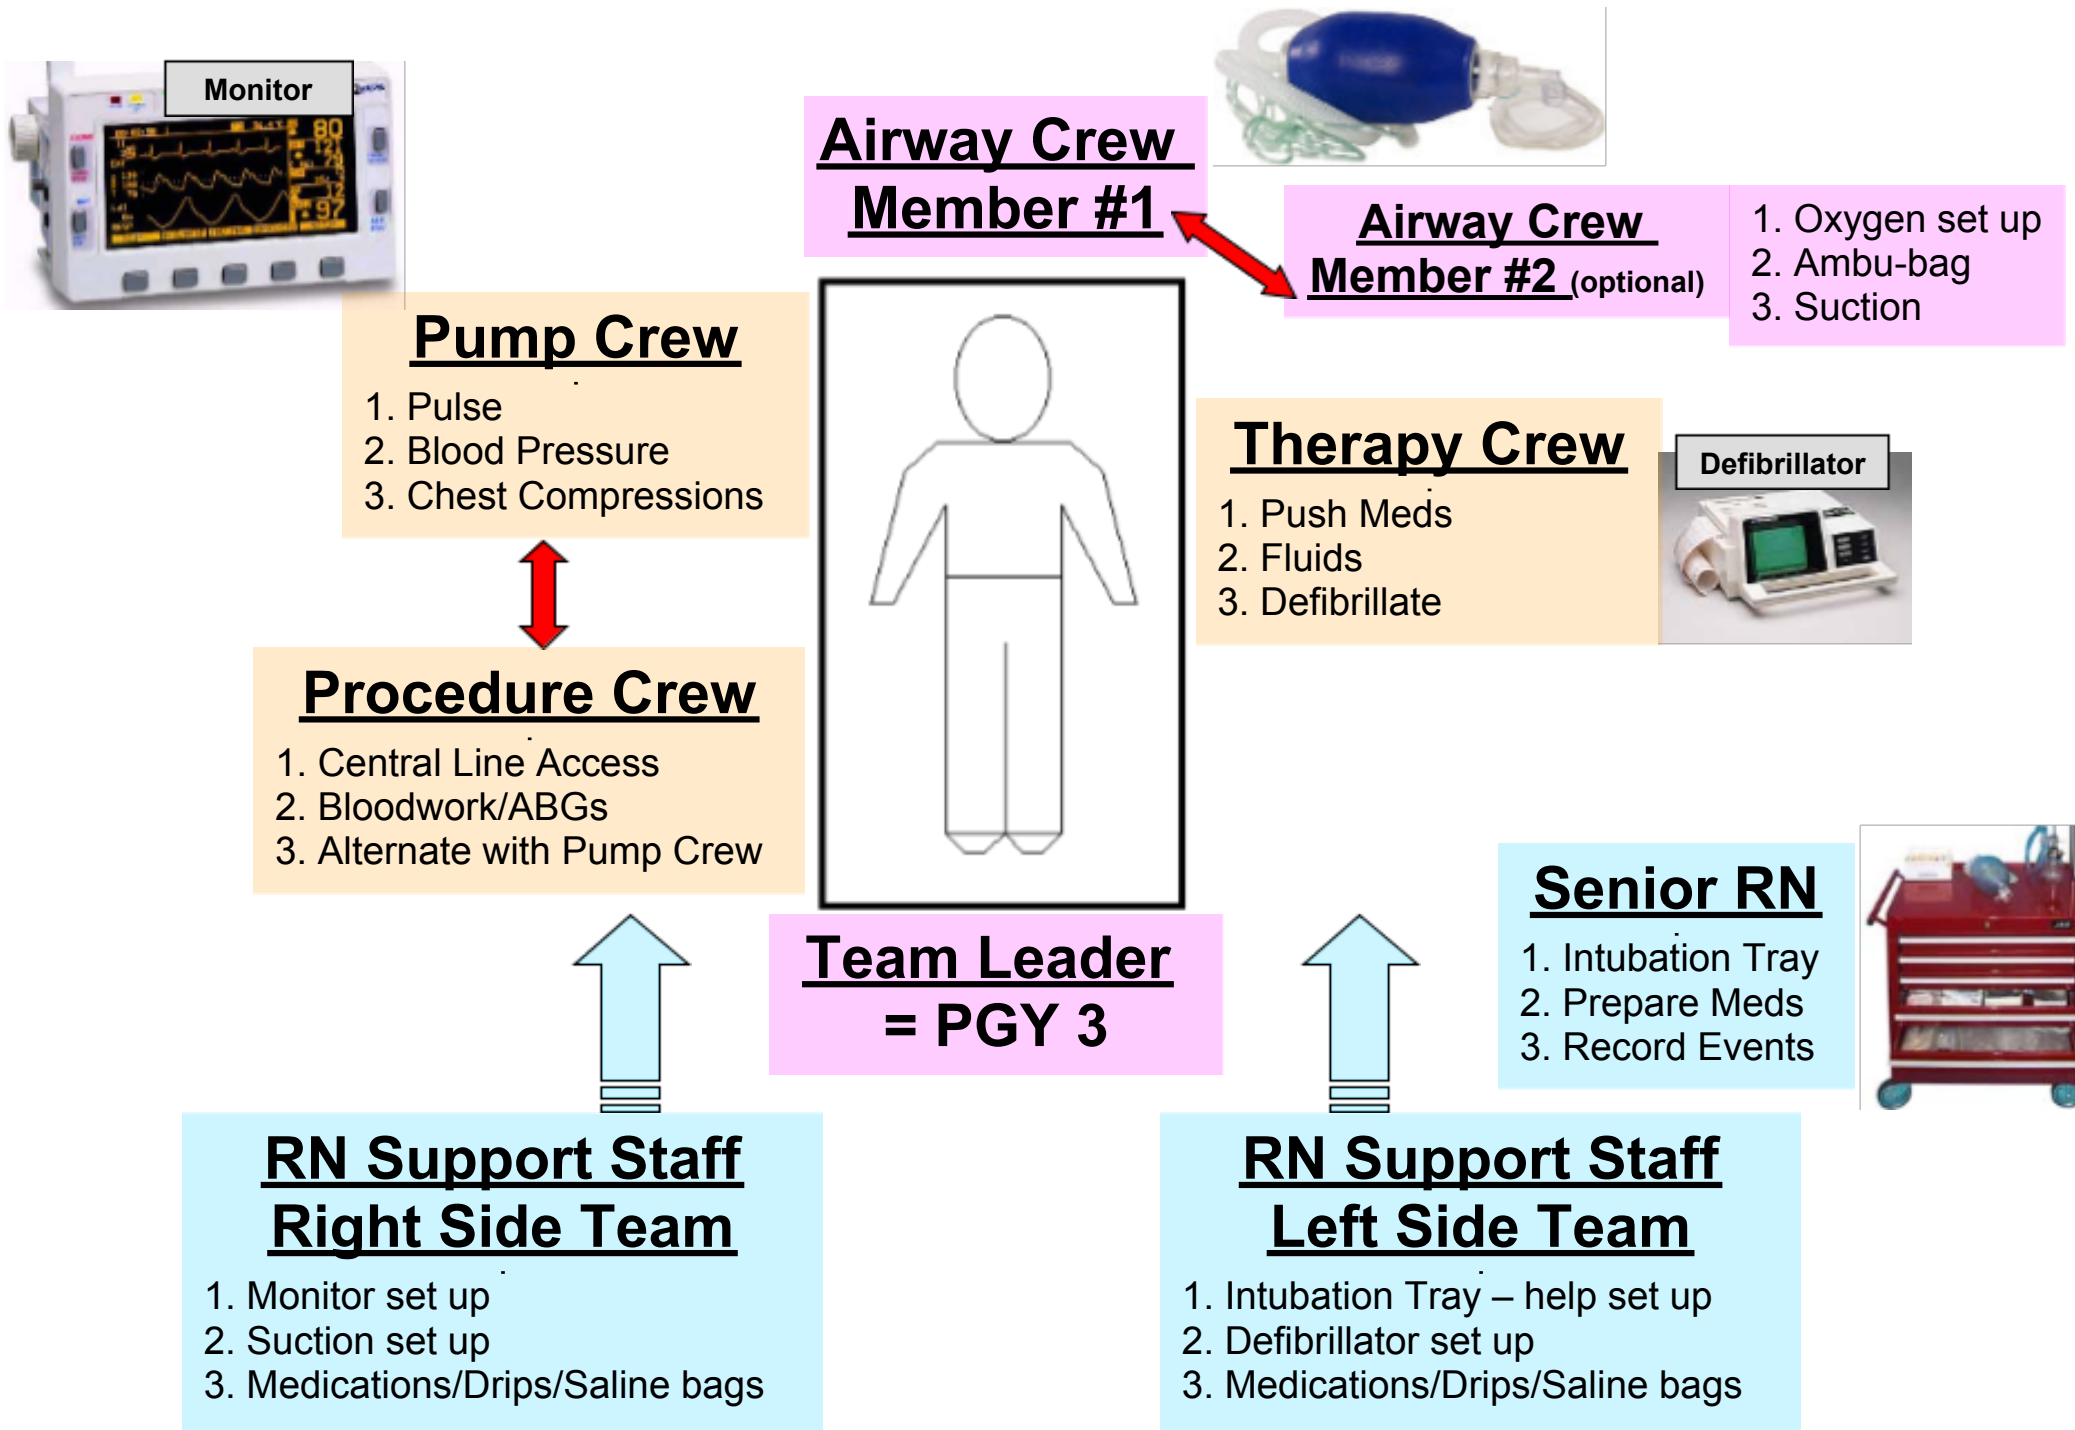 Monitor
Airway Crew
Member #1
Airway Crew
Member #2 (optional)
1. Oxygen set up
2. Ambu-bag
3. Suction
Pump Crew
1. Pulse
2. Blood Pressure
3. Chest Compressions
Therapy Crew
1. Push Meds
2. Fluids
3. Defibrillate
Defibrillator
Procedure Crew
1. Central Line Access
2. Bloodwork/ABGs
3. Alternate with Pump Crew
Team Leader
= PGY 3
Senior RN
1. Intubation Tray
2. Prepare Meds
3. Record Events
RN Support Staff
Right Side Team
1. Monitor set up
2. Suction set up
3. Medications/Drips/Saline bags
RN Support Staff
Left Side Team
1. Intubation Tray – help set up
2. Defibrillator set up
3. Medications/Drips/Saline bags